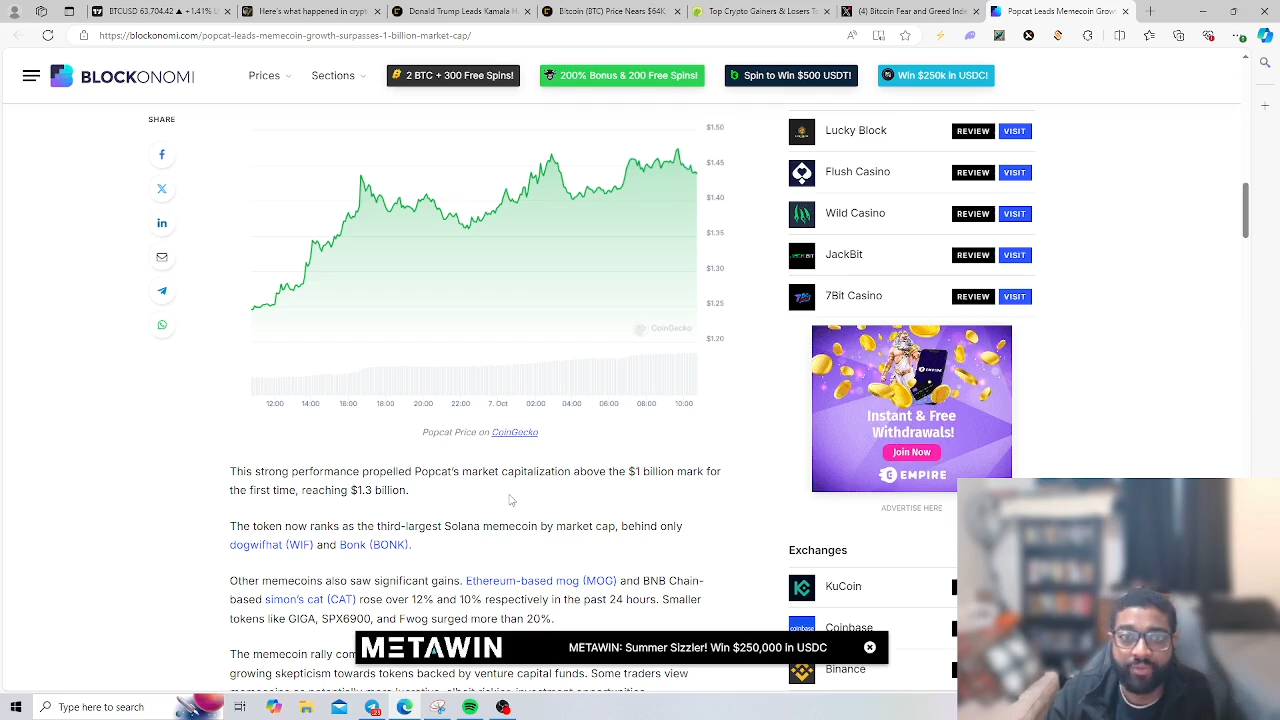 BTCUSD 63,704.42 ▲ +1.14% U
Here's what happened in crypto
Donald Trump Leads Kamala H
Bitcoin (BTC) Price Nears $64K
Top Crypto Gainers & Losers To
(4) Bitcoin Fear and Greed Inde
Popcat Leads Memecoin Grow
https://blockonomi.com/popcat-leads-memecoin-growth-surpasses-1-billion-market-cap/
BLOCKONOMI
Prices
Sections
2 BTC + 300 Free Spins!
200% Bonus & 200 Free Spins!
Spin to Win $500 USDT!
Win $250k in USDC!
SHARE
$1.50
$1.45
$1.40
$1.35
$1.30
$1.25
$1.20
CoinGecko
12:00 14:00 16:00 18:00 20:00 22:00 7. Oct 02:00 04:00 06:00 08:00 10:00
Popcat Price on CoinGecko
This strong performance propelled Popcat's market capitalization above the $1 billion mark for
the first time, reaching $1.3 billion.
The token now ranks as the third-largest Solana memecoin by market cap, behind only
dogwifhat (WIF) and Bonk (BONK).
Other memecoins also saw significant gains. Ethereum-based mog (MOG) and BNB Chain-
based simon's cat (CAT) rose over 12% and 10% respectively in the past 24 hours. Smaller
tokens like GIGA, SPX6900, and Fwog surged more than 20%.
The memecoin rally com
growing skepticism towards tokens backed by venture capital funds. Some traders view
Lucky Block REVIEW VISIT
Flush Casino REVIEW VISIT
Wild Casino REVIEW VISIT
JackBit REVIEW VISIT
7Bit Casino REVIEW VISIT
EMPIRE
Instant & Free
Withdrawals!
Join Now
EMPIRE
ADVERTISE HERE
Exchanges
KuCoin
coinbase
Coinbase
Binance
METAWIN
METAWIN: Summer Sizzler! Win $250,000 in USDC
Type here to search